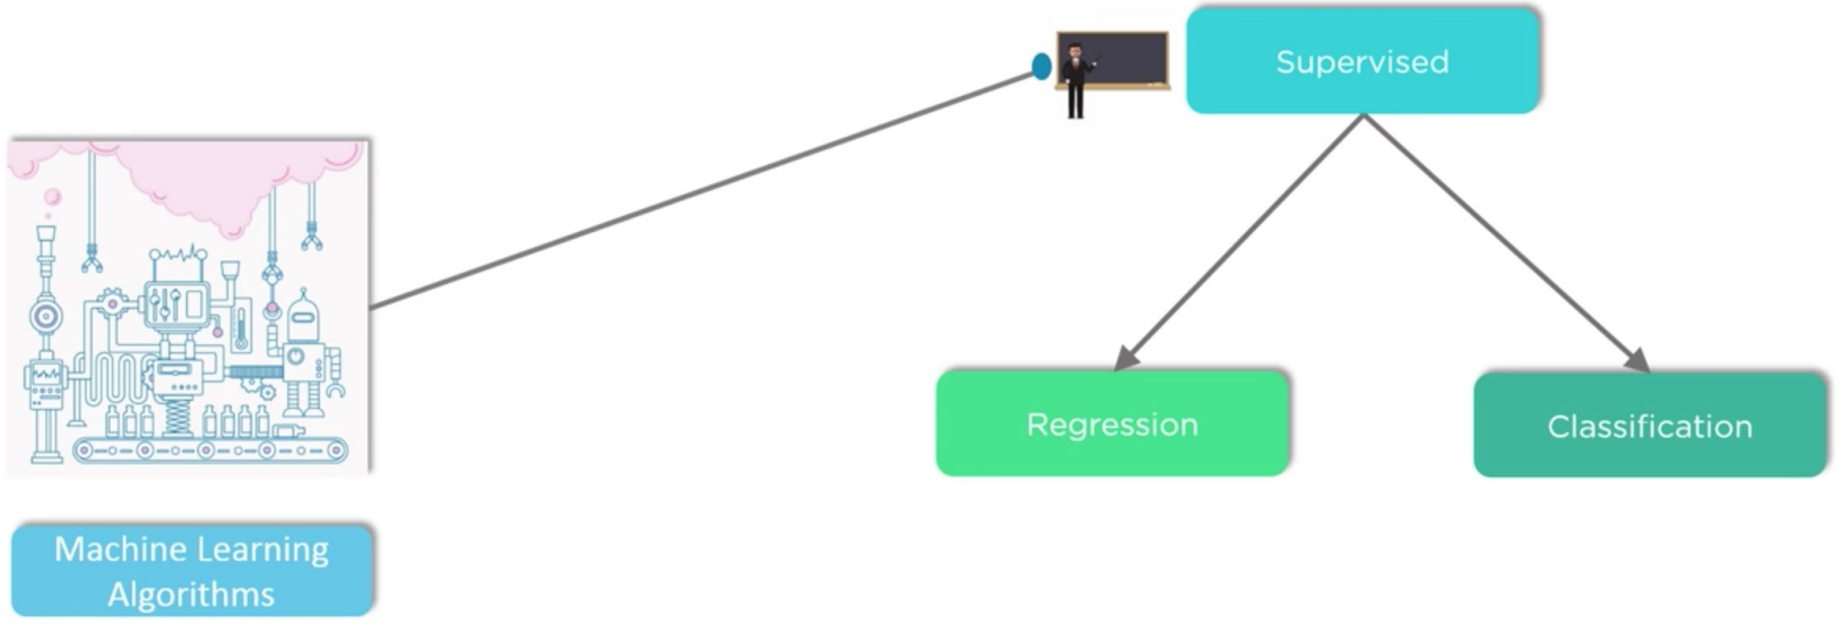 Supervised
Regression
Classification
Machine Learning
Algorithms